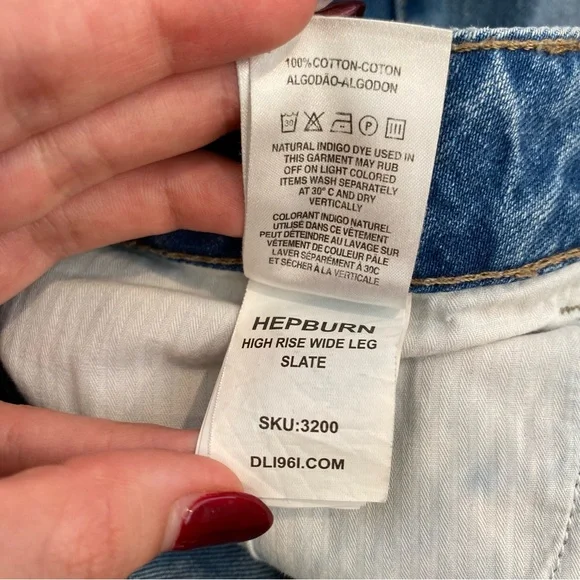 100%COTTON-COTON
ALGODÃO-ALGODON
30 P
NATURAL INDIGO DYE USED IN
THIS GARMENT MAY RUB
OFF ON LIGHT COLORED
ITEMS WASH SEPARATELY
AT 30° C AND DRY
VERTICALLY
COLORANT INDIGO NATUREL
UTILISÉ DANS CE VÊTEMENT
PEUT DÉTEINDRE AU LAVAGE SUR
VÊTEMENT DE COULEUR PÂLE
LAVER SÉPARÉMENT À 30C
ET SÉCHER À LA VERTICALE
HEPBURN
HIGH RISE WIDE LEG
SLATE
SKU:3200
DL1961.COM